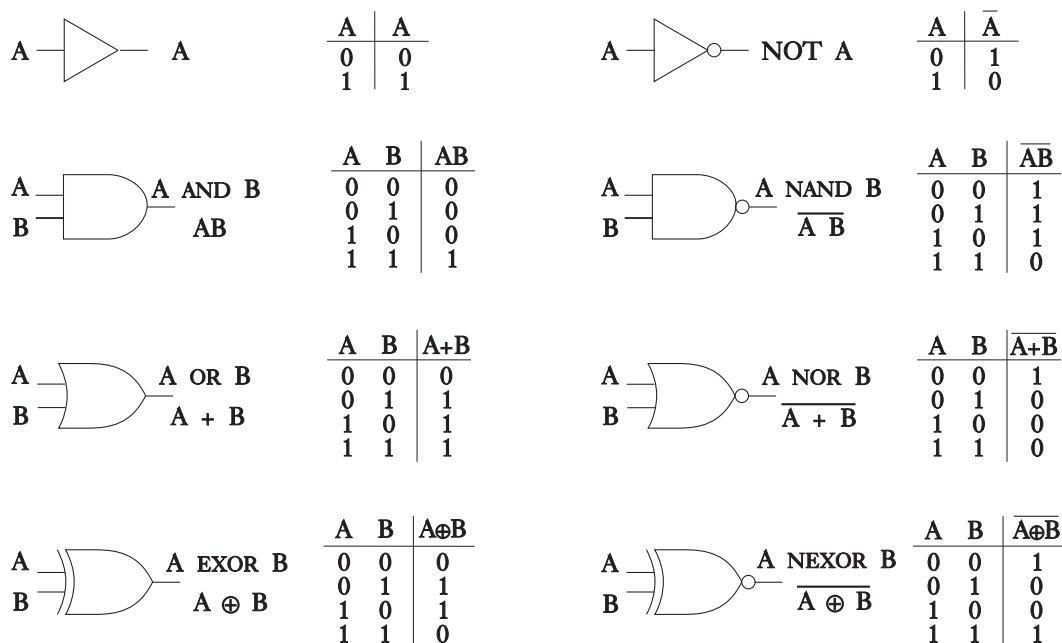 A A
A A
0 0
1 1
A NOT A
A A̅
0 1
1 0
A
B
A AND B
AB
A B AB
0 0 0
0 1 0
1 0 0
1 1 1
A
B
A NAND B
A̅ ̅B̅
A B A̅B̅
0 0 1
0 1 1
1 0 1
1 1 0
A
B
A OR B
A + B
A B A+B
0 0 0
0 1 1
1 0 1
1 1 1
A
B
A NOR B
A̅ ̅+̅ ̅B̅
A B A̅+̅B̅
0 0 1
0 1 0
1 0 0
1 1 0
A
B
A EXOR B
A ⊕ B
A B A⊕B
0 0 0
0 1 1
1 0 1
1 1 0
A
B
A NEXOR B
A̅ ̅⊕̅ ̅B̅
A B A̅⊕̅B̅
0 0 1
0 1 0
1 0 0
1 1 1